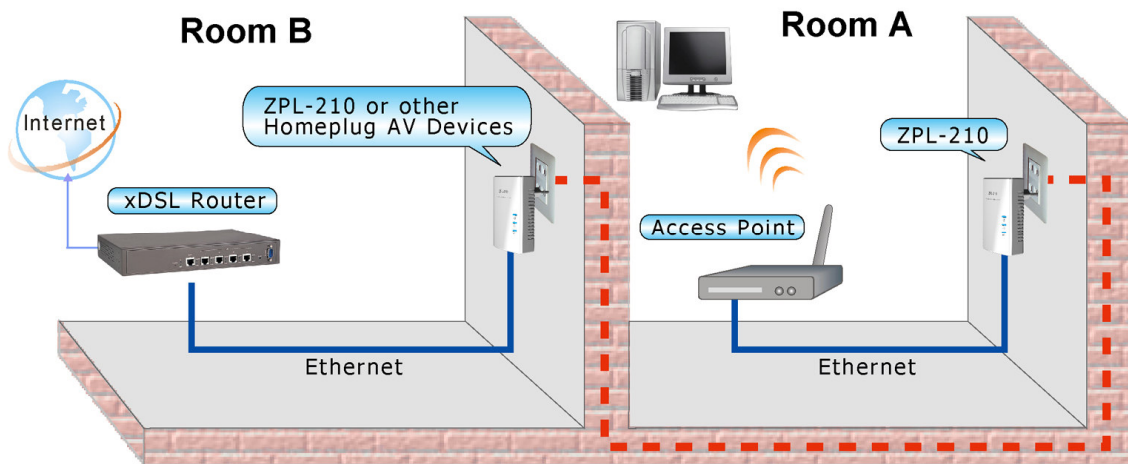 Room B
Room A
ZPL-210 or other
Homeplug AV Devices
Internet
ZPL-210
xDSL Router
Access Point
Ethernet
Ethernet